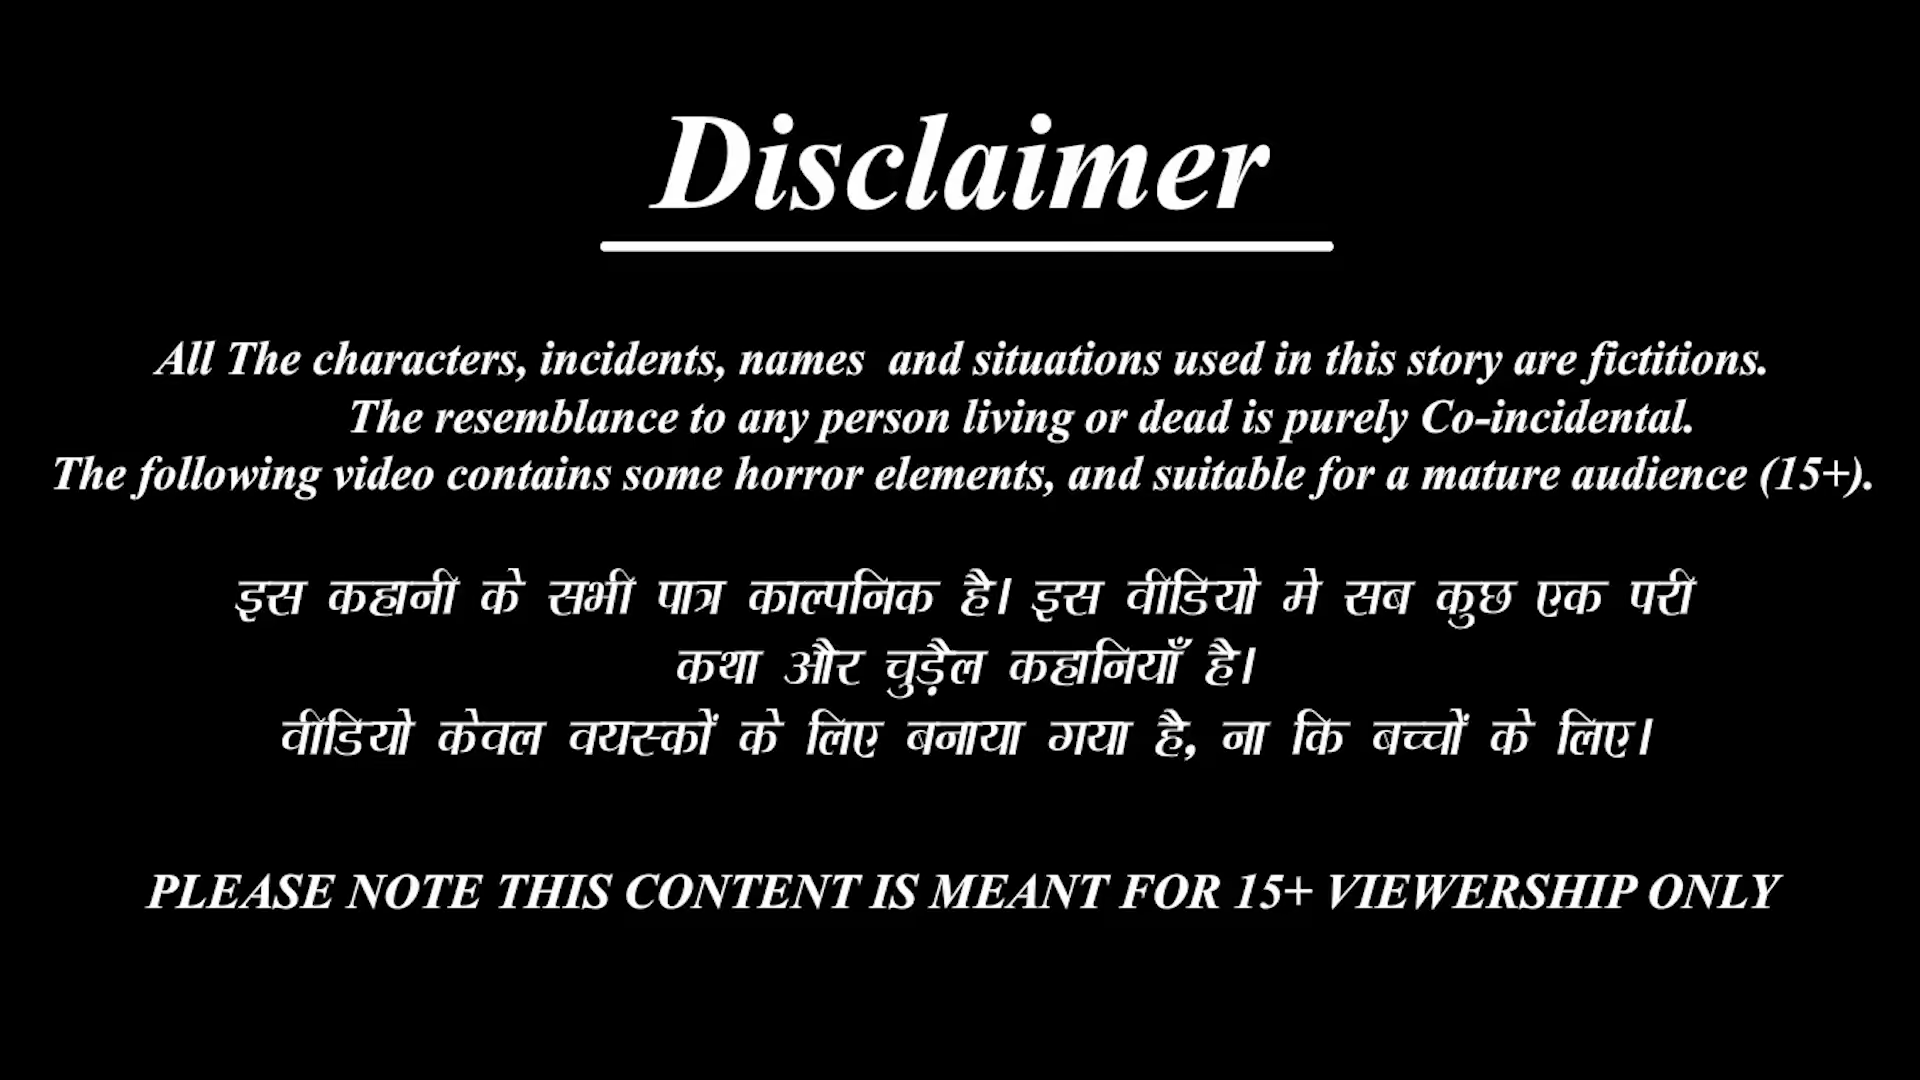 Disclaimer
All The characters, incidents, names and situations used in this story are fictitions.
The resemblance to any person living or dead is purely Co-incidental.
The following video contains some horror elements, and suitable for a mature audience (15+).
इस कहानी के सभी पात्र काल्पनिक है। इस वीडियो मे सब कुछ एक परी
कथा और चुड़ैल कहानियाँ है।
वीडियो केवल वयस्कों के लिए बनाया गया है, ना कि बच्चों के लिए।
PLEASE NOTE THIS CONTENT IS MEANT FOR 15+ VIEWERSHIP ONLY